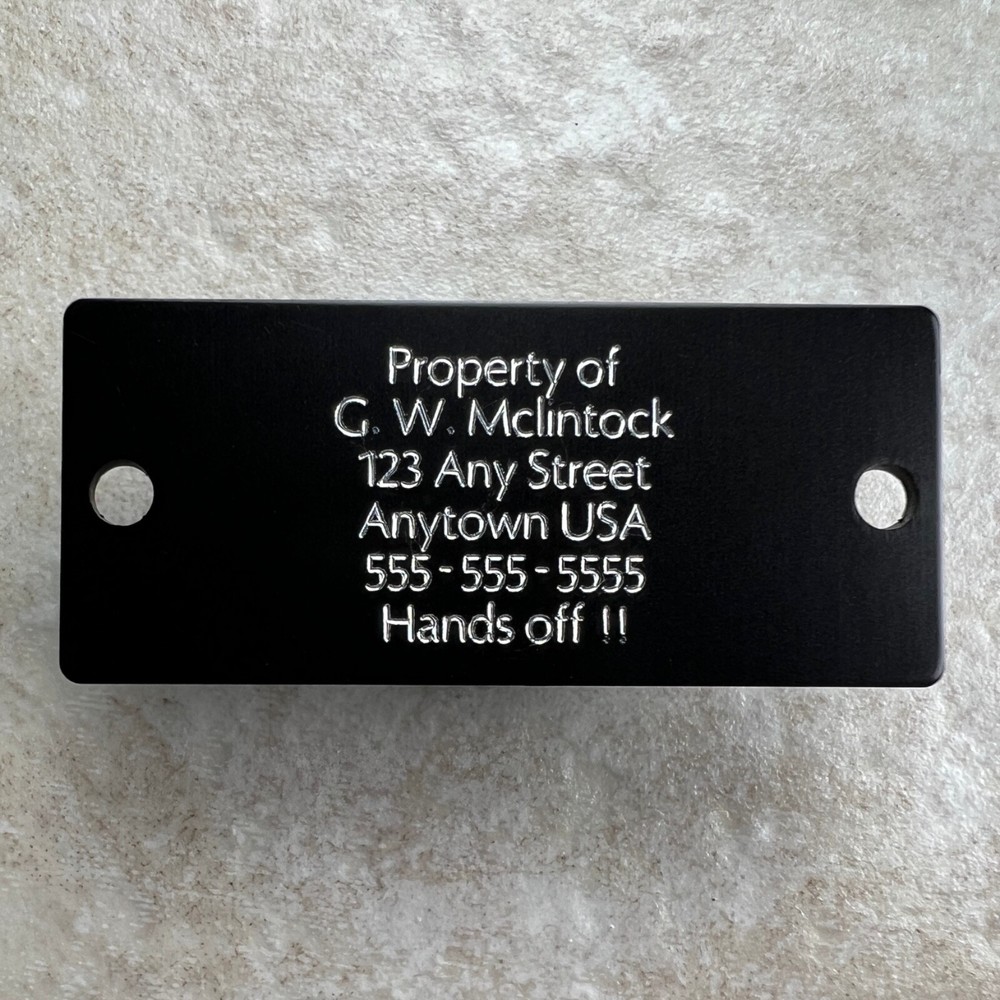 Property of
G. W. Mclintock
123 Any Street
Anytown USA
555-555-5555
Hands off !!